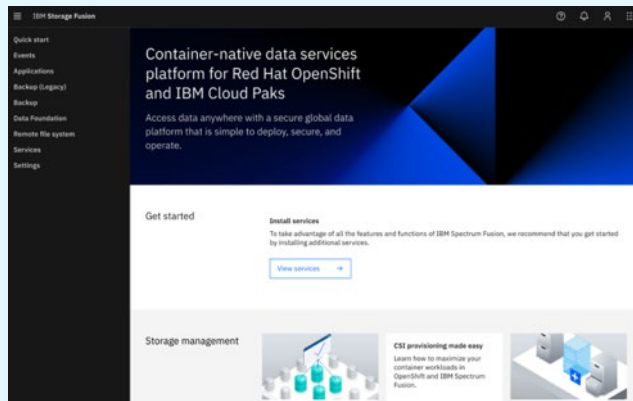 IBM Storage Fusion
Quick start
Events
Applications
Backup (Legacy)
Backup
Data Foundation
Remote file system
Services
Settings
Container-native data services
platform for Red Hat OpenShift
and IBM Cloud Paks
Access data anywhere with a secure global data
platform that is simple to deploy, secure, and
operate.
Get started
Install services
To take advantage of all the features and functions of IBM Spectrum Fusion, we recommend that you get started
by installing additional services.
View services
Storage management
CSI provisioning made easy
Learn how to maximize your
container workloads in
OpenShift and IBM Spectrum
Fusion.